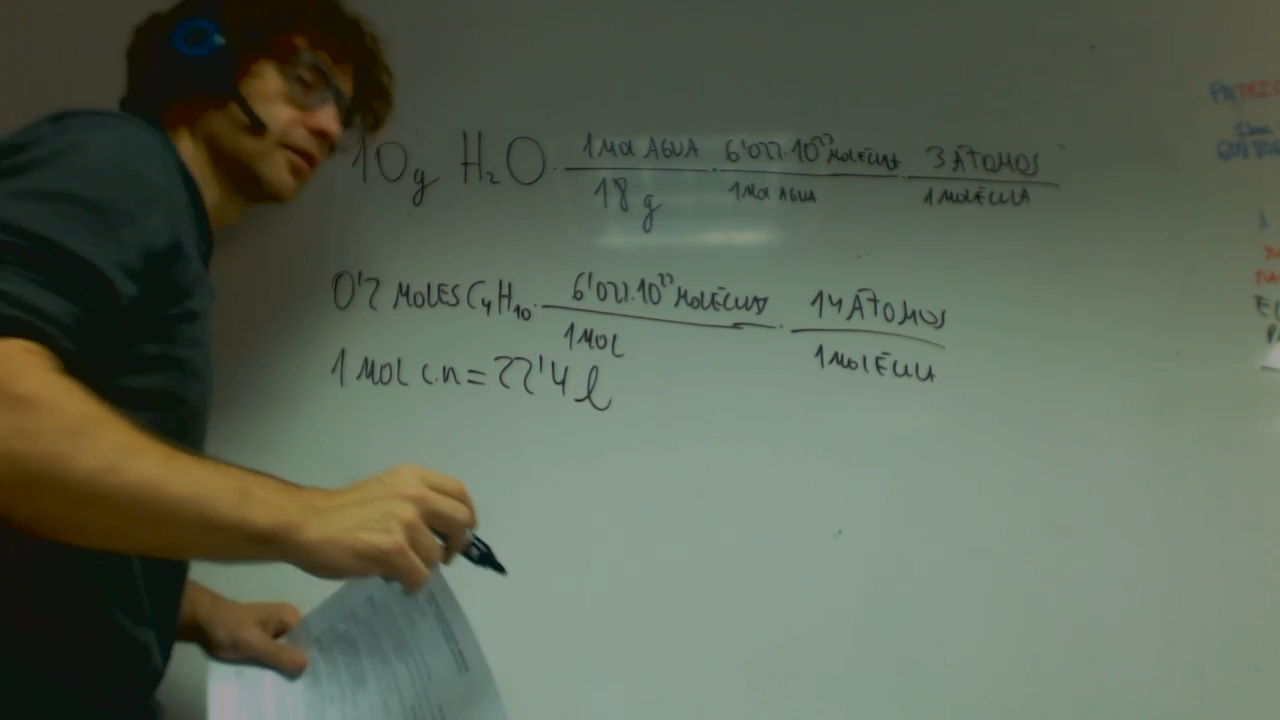 10g H₂O · 1 MOL AGUA / 18 g · 6'022·10²³ MOLÉCULAS / 1 MOL AGUA · 3 ÁTOMOS / 1 MOLÉCULA
0'2 MOLES C₄H₁₀ · 6'022·10²³ MOLÉCULAS / 1 MOL · 14 ÁTOMOS / 1 MOLÉCULA
1 MOL C.N = 22'4 l